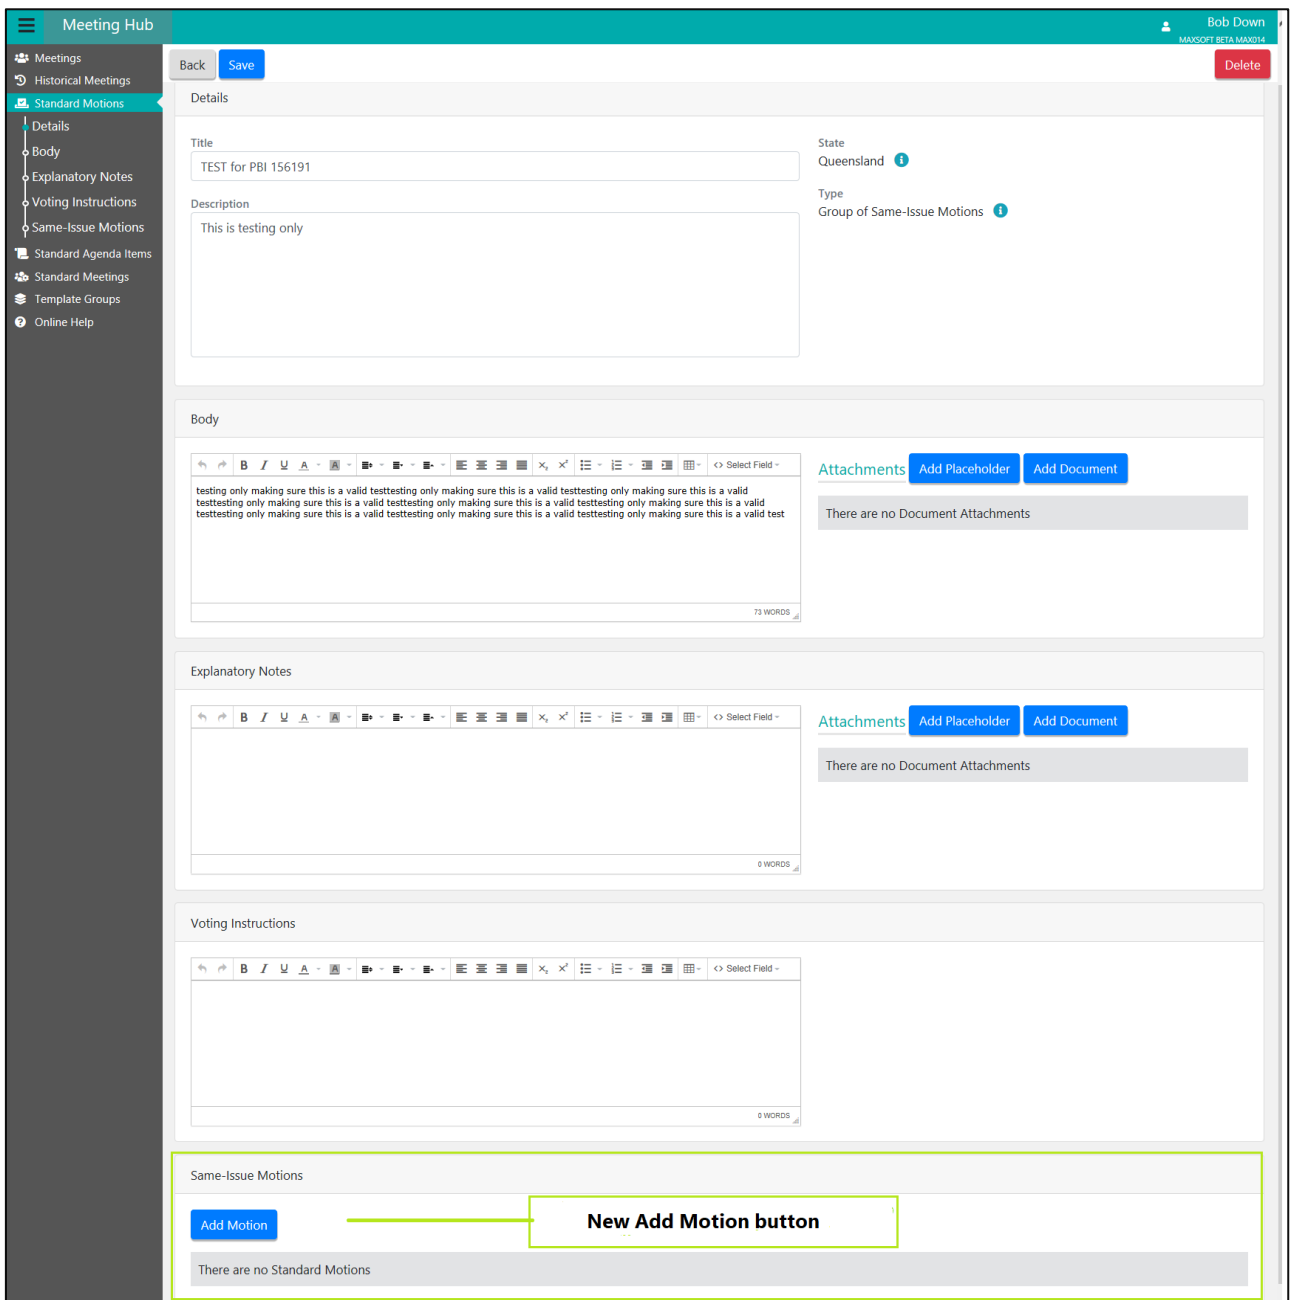 Meeting Hub
Bob Down
MAXSOFT BETA MAX014
Meetings
Historical Meetings
Standard Motions
Details
Body
Explanatory Notes
Voting Instructions
Same-Issue Motions
Standard Agenda Items
Standard Meetings
Template Groups
Online Help
Back Save Delete
Details
Title
TEST for PBI 156191
Description
This is testing only
State
Queensland
Type
Group of Same-Issue Motions
Body
B I U A A Select Field
testing only making sure this is a valid testtesting only making sure this is a valid testtesting only making sure this is a valid
testtesting only making sure this is a valid testtesting only making sure this is a valid testtesting only making sure this is a valid
testtesting only making sure this is a valid testtesting only making sure this is a valid testtesting only making sure this is a valid test
73 WORDS
Attachments Add Placeholder Add Document
There are no Document Attachments
Explanatory Notes
B I U A A Select Field
0 WORDS
Attachments Add Placeholder Add Document
There are no Document Attachments
Voting Instructions
B I U A A Select Field
0 WORDS
Same-Issue Motions
Add Motion
New Add Motion button
There are no Standard Motions